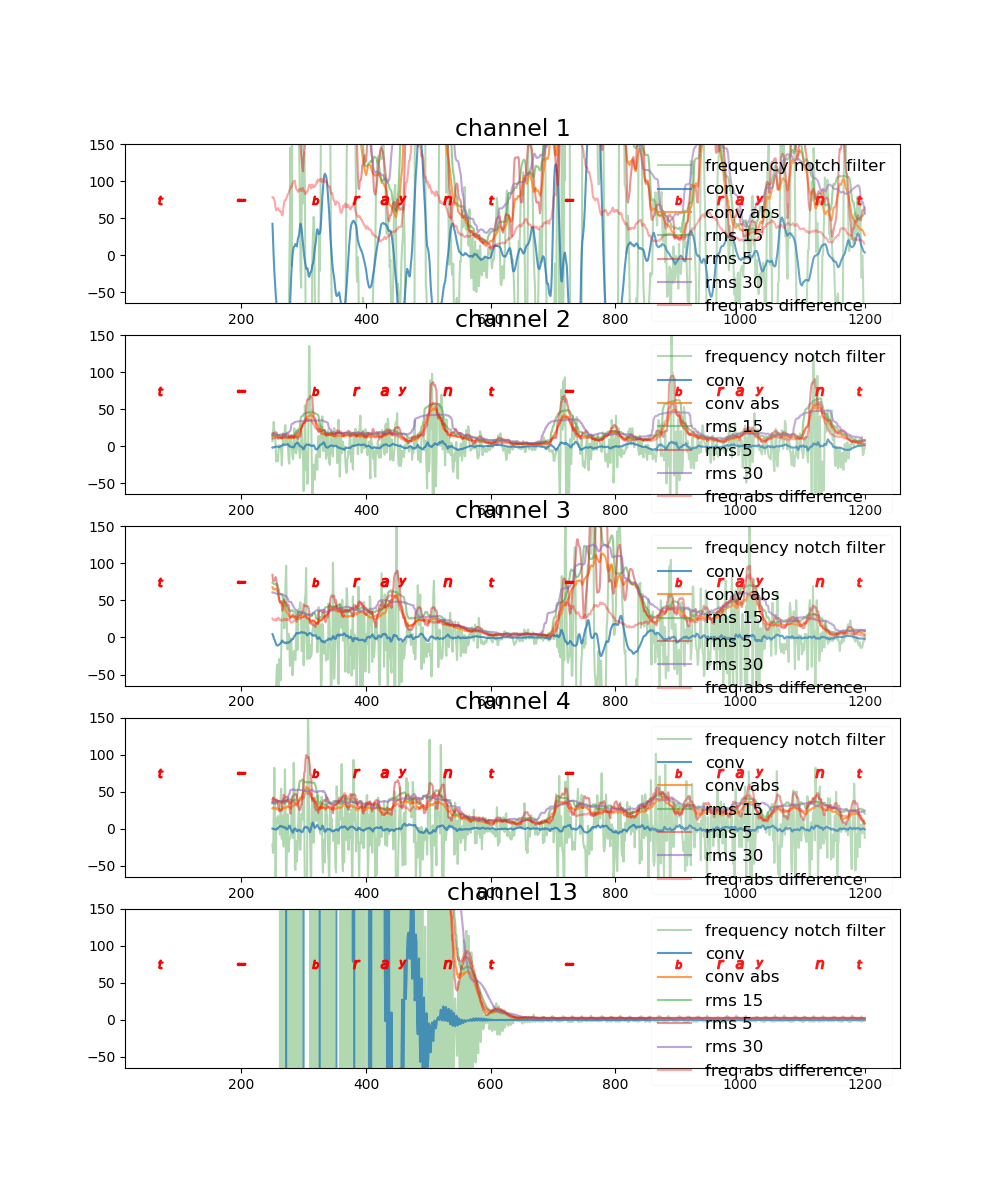 channel 1
150
100
50
0
−50
t - b r a y n t - b r a y n t
frequency notch filter
conv
conv abs
rms 15
rms 5
rms 30
freq abs difference
200 400 600 800 1000 1200
channel 2
150
100
50
0
−50
t - b r a y n t - b r a y n t
frequency notch filter
conv
conv abs
rms 15
rms 5
rms 30
freq abs difference
200 400 600 800 1000 1200
channel 3
150
100
50
0
−50
t - b r a y n t - b r a y n t
frequency notch filter
conv
conv abs
rms 15
rms 5
rms 30
freq abs difference
200 400 600 800 1000 1200
channel 4
150
100
50
0
−50
t - b r a y n t - b r a y n t
frequency notch filter
conv
conv abs
rms 15
rms 5
rms 30
freq abs difference
200 400 600 800 1000 1200
channel 13
150
100
50
0
−50
t - b r a y n t - b r a y n t
frequency notch filter
conv
conv abs
rms 15
rms 5
rms 30
freq abs difference
200 400 600 800 1000 1200